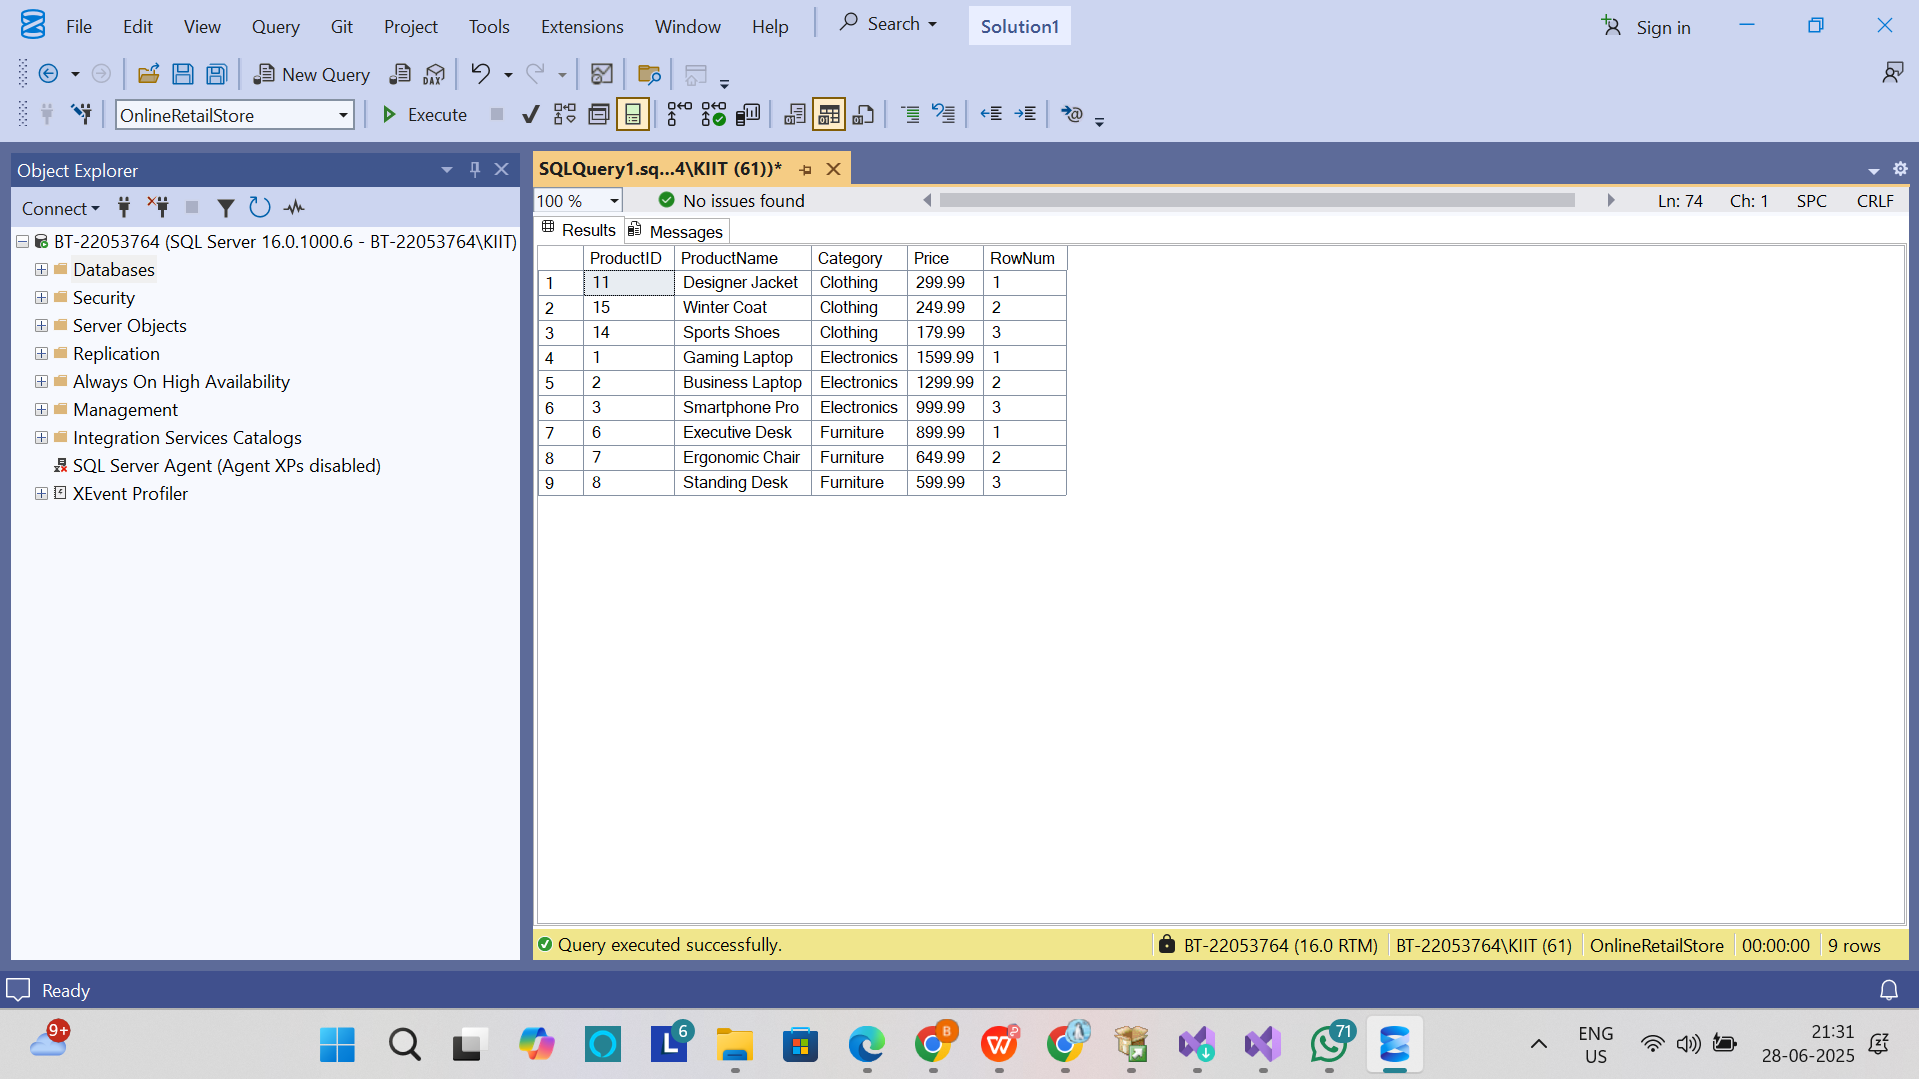 File Edit View Query Git Project Tools Extensions Window Help Search Solution1 Sign in
New Query DAX
OnlineRetailStore Execute
Object Explorer
Connect
BT-22053764 (SQL Server 16.0.1000.6 - BT-22053764\KIIT)
Databases
Security
Server Objects
Replication
Always On High Availability
Management
Integration Services Catalogs
SQL Server Agent (Agent XPs disabled)
XEvent Profiler
SQLQuery1.sq...4\KIIT (61))*
100 % No issues found Ln: 74 Ch: 1 SPC CRLF
Results Messages
ProductID ProductName Category Price RowNum
1 11 Designer Jacket Clothing 299.99 1
2 15 Winter Coat Clothing 249.99 2
3 14 Sports Shoes Clothing 179.99 3
4 1 Gaming Laptop Electronics 1599.99 1
5 2 Business Laptop Electronics 1299.99 2
6 3 Smartphone Pro Electronics 999.99 3
7 6 Executive Desk Furniture 899.99 1
8 7 Ergonomic Chair Furniture 649.99 2
9 8 Standing Desk Furniture 599.99 3
Query executed successfully. BT-22053764 (16.0 RTM) BT-22053764\KIIT (61) OnlineRetailStore 00:00:00 9 rows
Ready
9+ L 6 B W 71 ENG US 21:31 28-06-2025